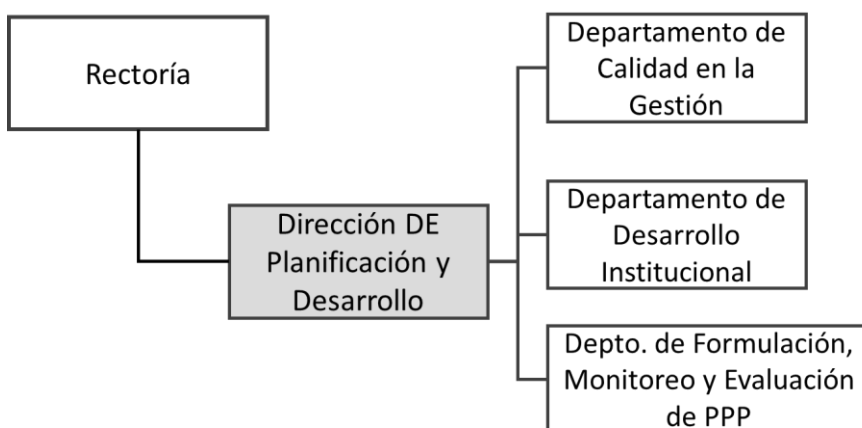 Rectoría
Dirección DE
Planificación y
Desarrollo
Departamento de
Calidad en la
Gestión
Departamento de
Desarrollo
Institucional
Depto. de Formulación,
Monitoreo y Evaluación
de PPP